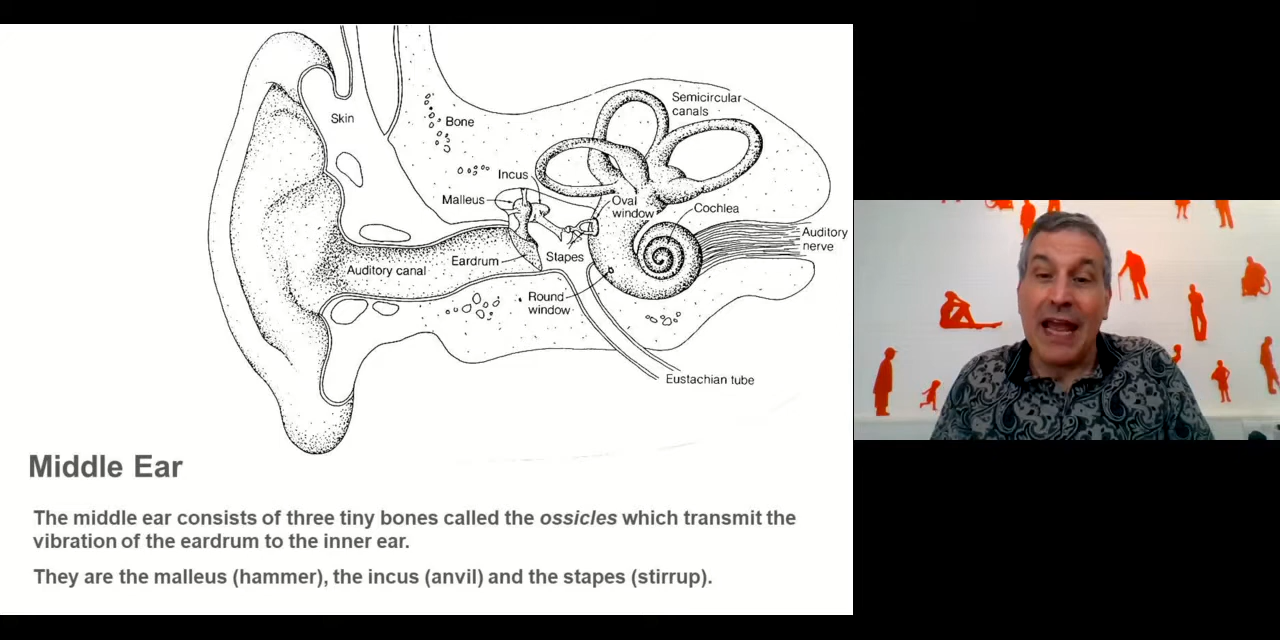 Semicircular
canals
Skin
Bone
Incus
Malleus
Oval
window
Cochlea
Auditory
nerve
Eardrum
Stapes
Auditory canal
Round
window
Eustachian tube
Middle Ear
The middle ear consists of three tiny bones called the ossicles which transmit the
vibration of the eardrum to the inner ear.
They are the malleus (hammer), the incus (anvil) and the stapes (stirrup).